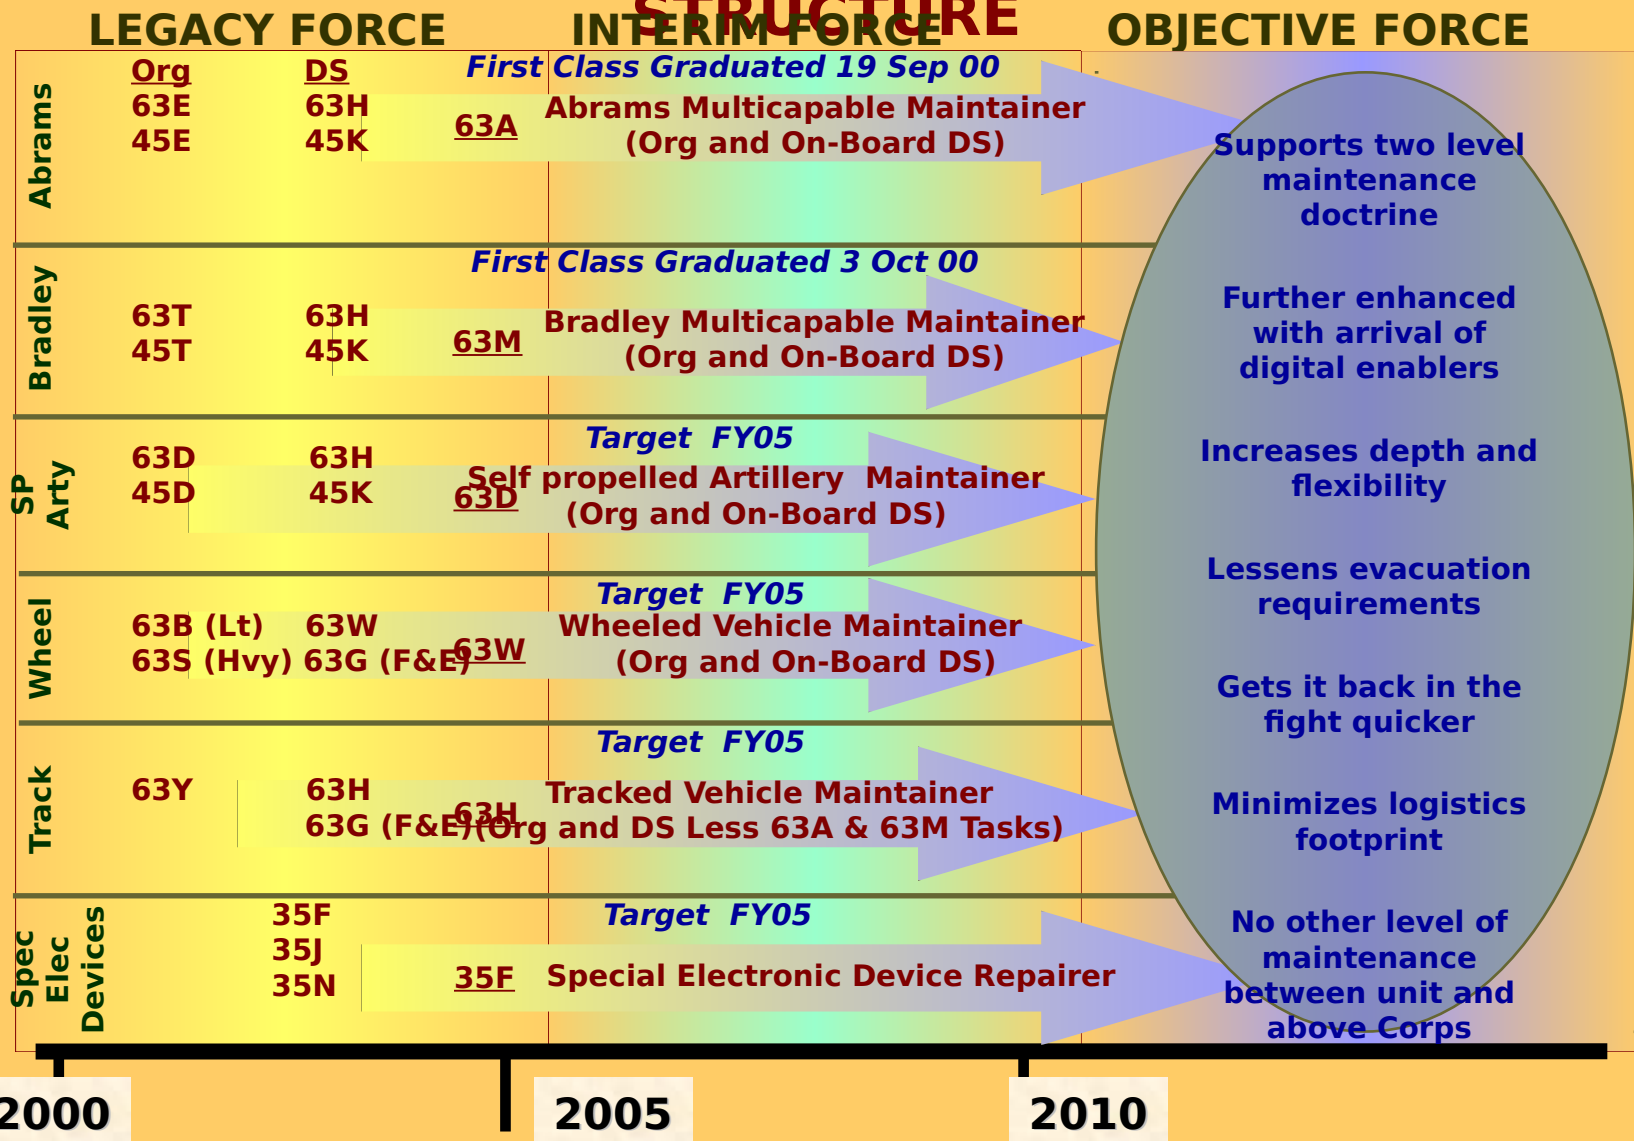 STRUCTURE
LEGACY FORCE INTERIM FORCE OBJECTIVE FORCE
Abrams
Org DS
63E 63H
45E 45K
First Class Graduated 19 Sep 00
63A
Abrams Multicapable Maintainer
(Org and On-Board DS)
Bradley
63T 63H
45T 45K
First Class Graduated 3 Oct 00
63M
Bradley Multicapable Maintainer
(Org and On-Board DS)
SP
Arty
63D 63H
45D 45K
Target FY05
63D
Self propelled Artillery Maintainer
(Org and On-Board DS)
Wheel
63B (Lt) 63W
63S (Hvy) 63G (F&E)
Target FY05
63W
Wheeled Vehicle Maintainer
(Org and On-Board DS)
Track
63Y 63H
63G (F&E)
Target FY05
63H
Tracked Vehicle Maintainer
(Org and DS Less 63A & 63M Tasks)
Spec
Elec
Devices
35F
35J
35N
Target FY05
35F
Special Electronic Device Repairer
Supports two level
maintenance
doctrine
Further enhanced
with arrival of
digital enablers
Increases depth and
flexibility
Lessens evacuation
requirements
Gets it back in the
fight quicker
Minimizes logistics
footprint
No other level of
maintenance
between unit and
above Corps
2000 2005 2010